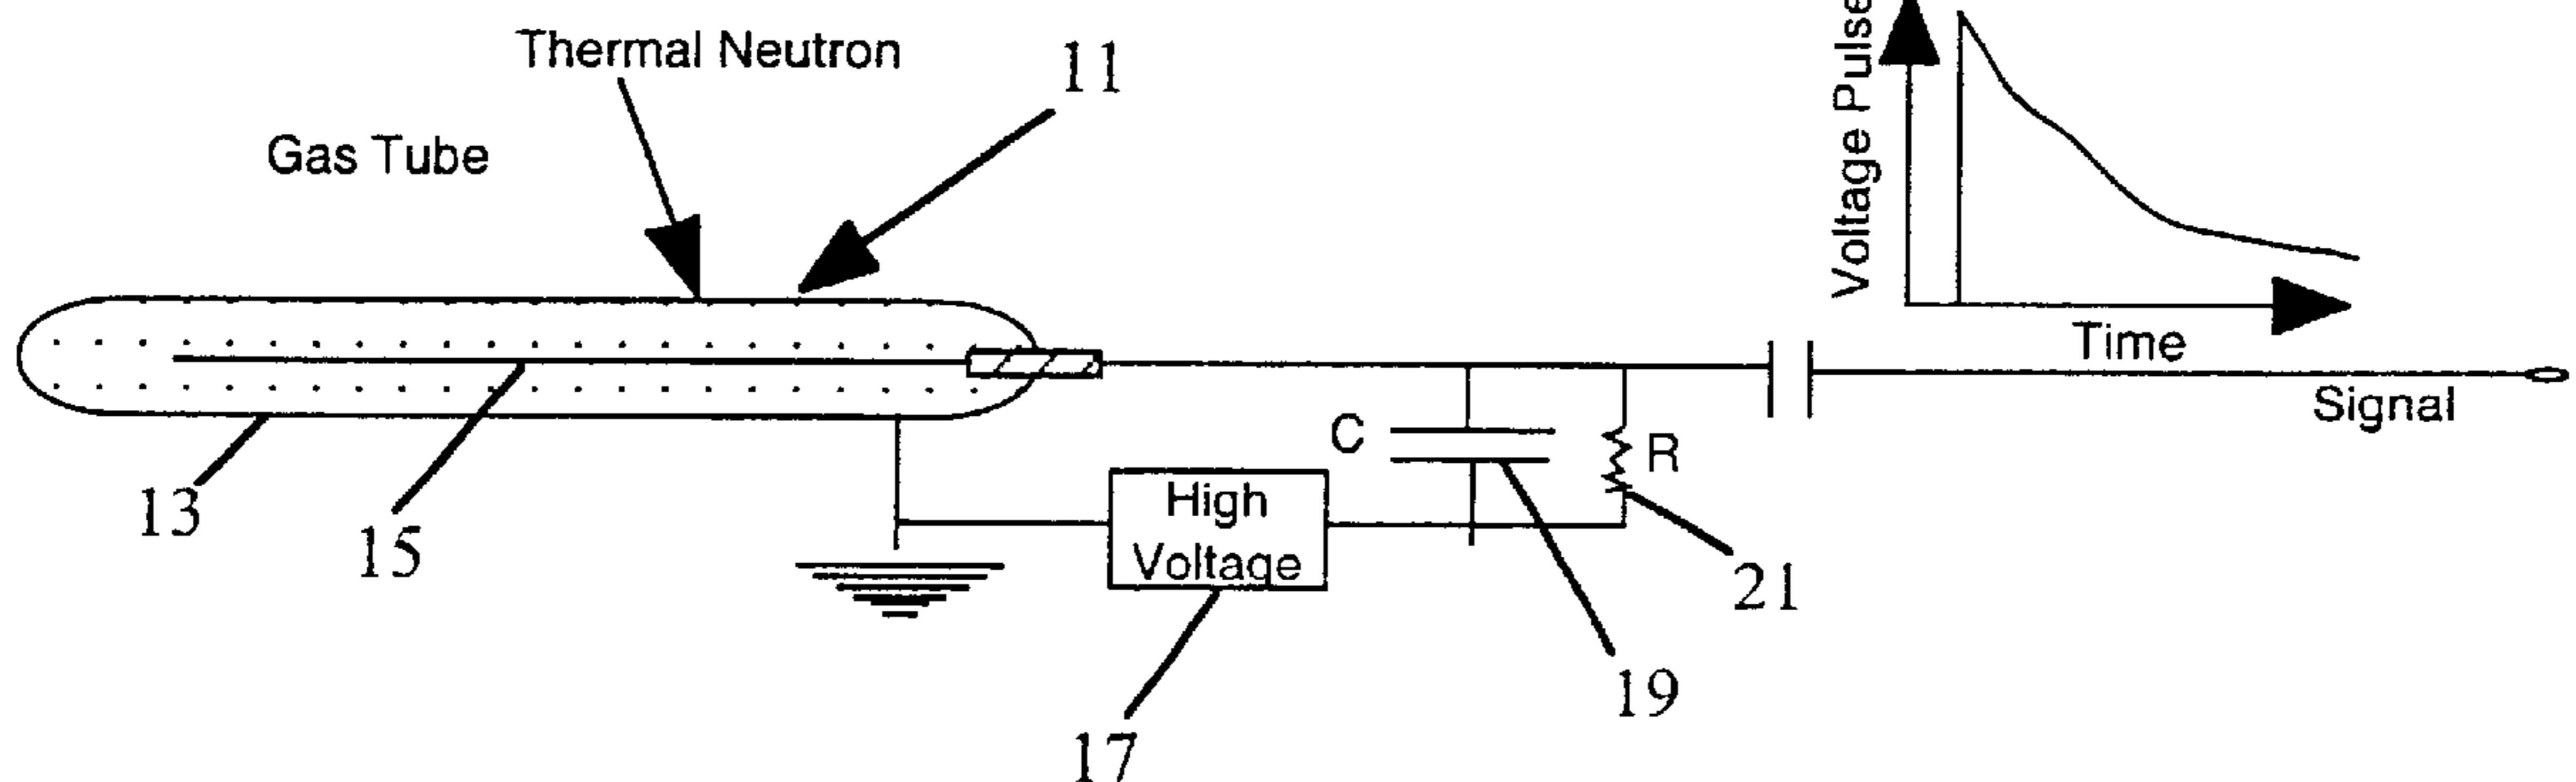 Thermal Neutron
11
Gas Tube
Voltage Pulse
Time
Signal
C
R
High
Voltage
13
15
21
19
17